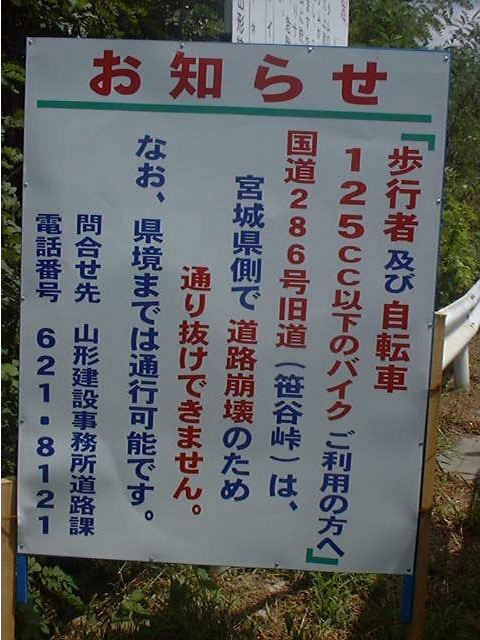 お知らせ
『歩行者及び自転車
125CC以下のバイクご利用の方へ』
国道286号旧道（笹谷峠）は、
宮城県側で道路崩壊のため
通り抜けできません。
なお、県境までは通行可能です。
問合せ先　山形建設事務所道路課
電話番号　621・8121